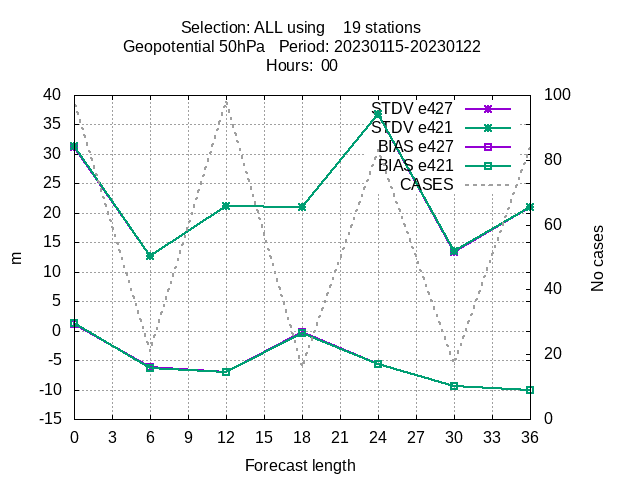 Selection: ALL using    19 stations
Geopotential 50hPa   Period: 20230115-20230122
Hours:  00
STDV e427
STDV e421
BIAS e427
BIAS e421
CASES
40
35
30
25
20
15
10
5
0
-5
-10
-15
m
100
80
60
40
20
0
No cases
0 3 6 9 12 15 18 21 24 27 30 33 36
Forecast length